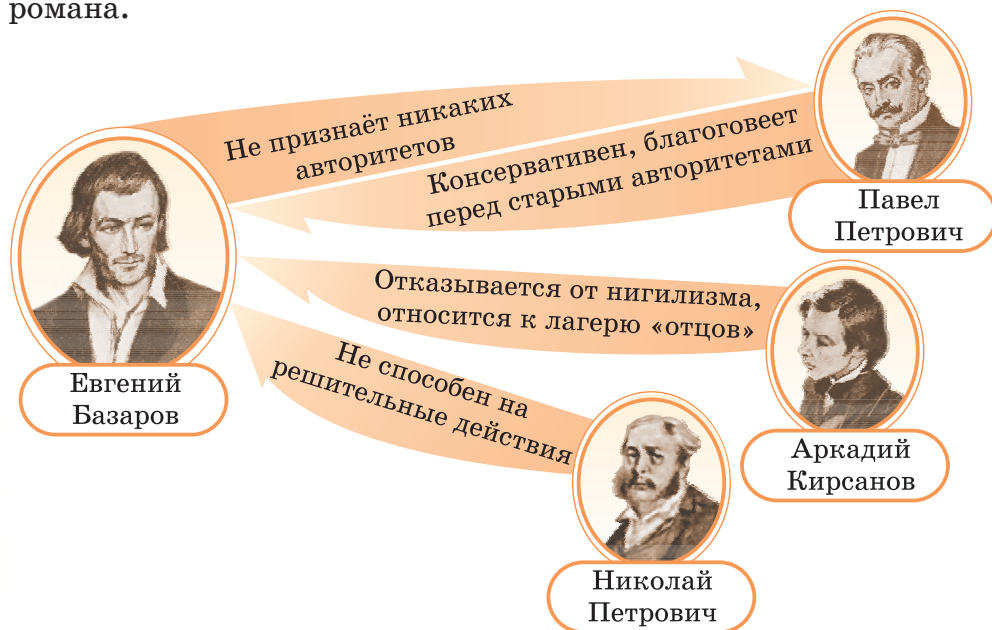 романа.
Не признаёт никаких
авторитетов
Консервативен, благоговеет
перед старыми авторитетами
Павел
Петрович
Отказывается от нигилизма,
относится к лагерю «отцов»
Не способен на
решительные действия
Евгений
Базаров
Аркадий
Кирсанов
Николай
Петрович